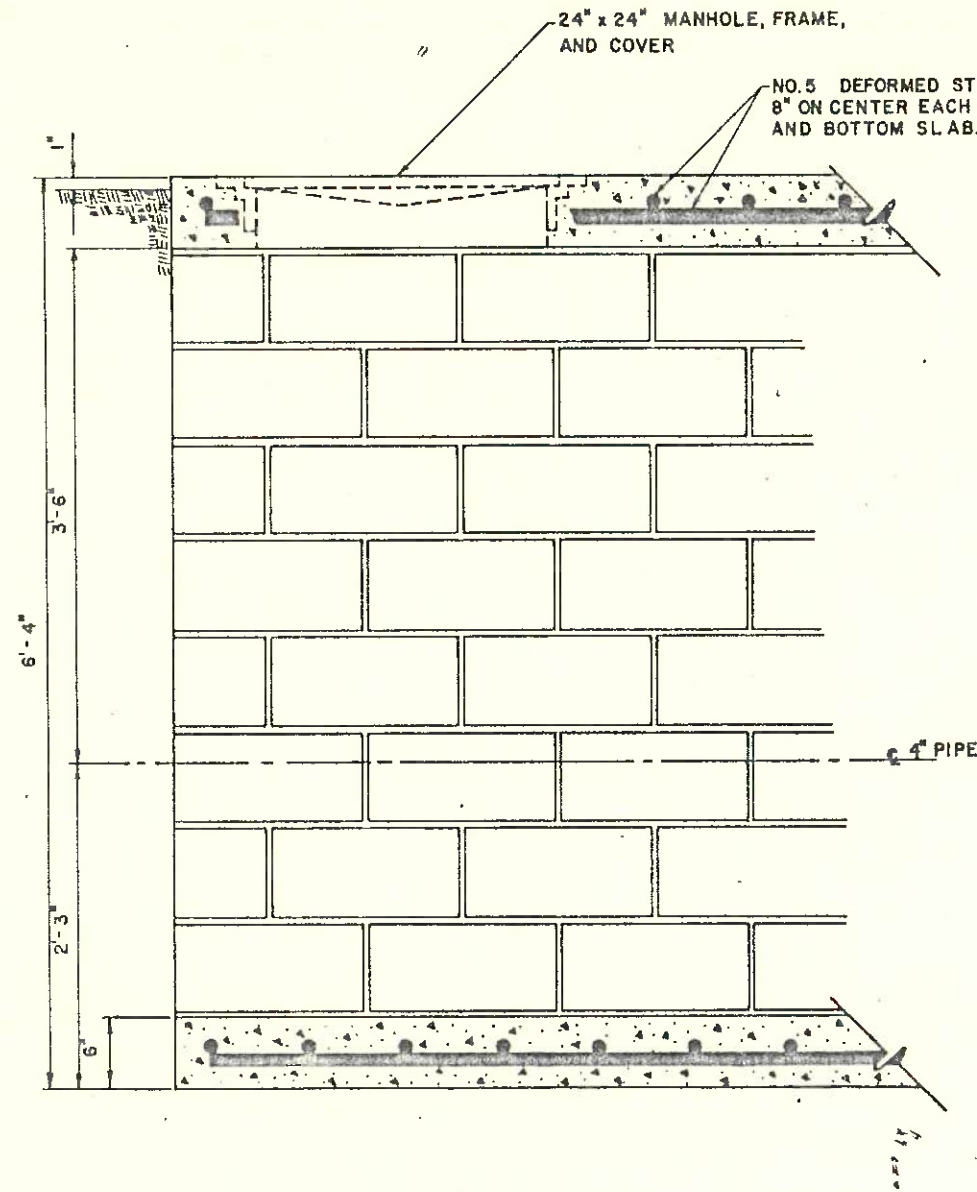 24" x 24" MANHOLE, FRAME,
AND COVER
NO.5 DEFORMED ST
8" ON CENTER EACH
AND BOTTOM SLAB.
1"
3'-6"
6'-4"
℄ 4" PIPE
2'-3"
6"